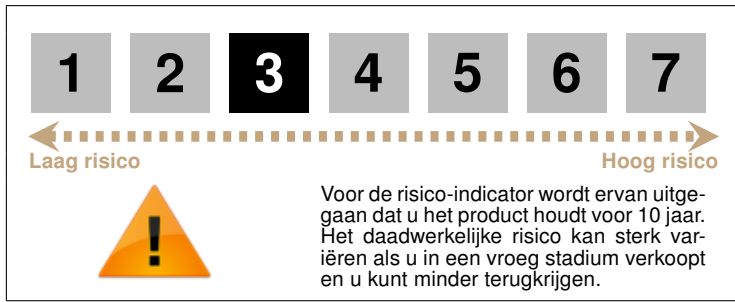 1 2 3 4 5 6 7
Laag risico Hoog risico
Voor de risico-indicator wordt ervan uitge-
gaan dat u het product houdt voor 10 jaar.
Het daadwerkelijke risico kan sterk var-
iëren als u in een vroeg stadium verkoopt
en u kunt minder terugkrijgen.